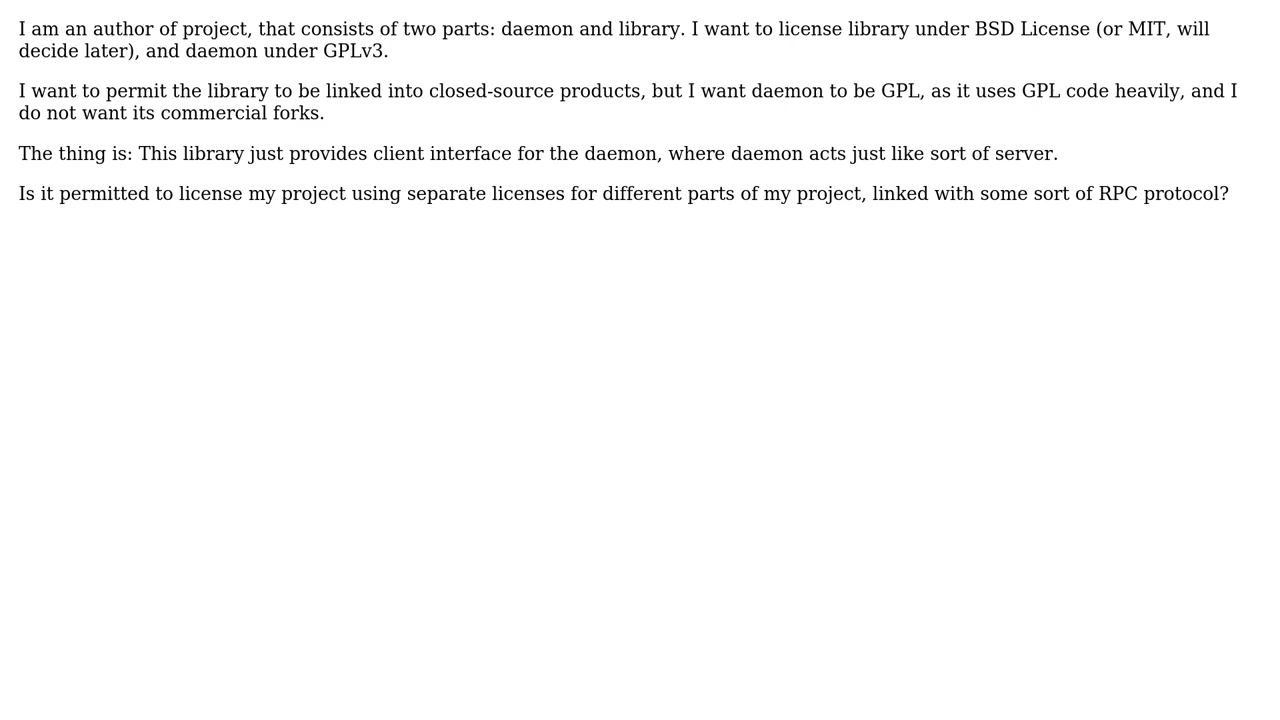 I am an author of project, that consists of two parts: daemon and library. I want to license library under BSD License (or MIT, will
decide later), and daemon under GPLv3.
I want to permit the library to be linked into closed-source products, but I want daemon to be GPL, as it uses GPL code heavily, and I
do not want its commercial forks.
The thing is: This library just provides client interface for the daemon, where daemon acts just like sort of server.
Is it permitted to license my project using separate licenses for different parts of my project, linked with some sort of RPC protocol?